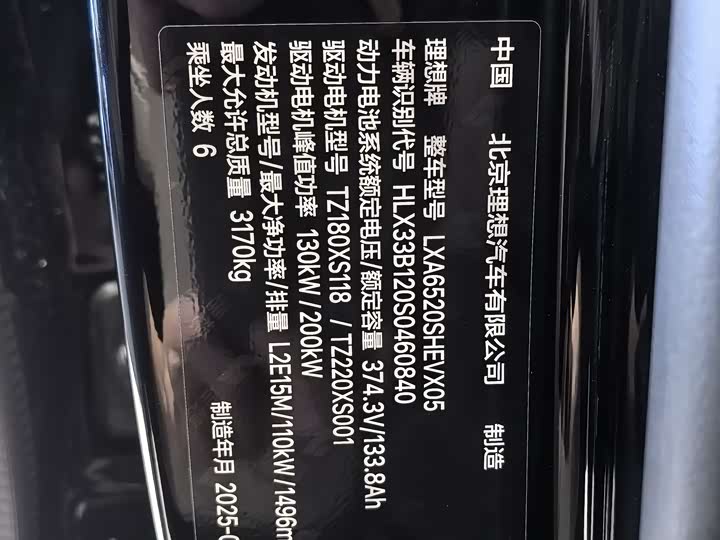 中国 北京理想汽车有限公司 制造
理想牌 整车型号 LXA6520SHEVX05
车辆识别代号 HLX33B120S0460840
动力电池系统额定电压/额定容量 374.3V/133.8Ah
驱动电机型号 TZ180XS118 / TZ220XS001
驱动电机峰值功率 130kW/200kW
发动机型号/最大净功率/排量 L2E15M/110kW/1496m
最大允许总质量 3170kg
乘坐人数 6 制造年月 2025-0